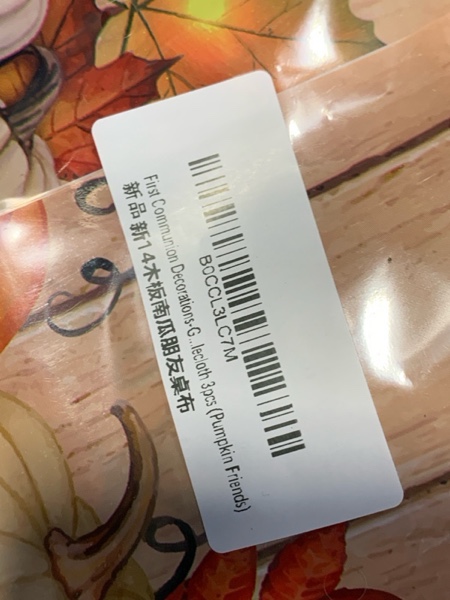 B0CCL3LC7M
First Communion Decorations-G...lecloth 3pcs (Pumpkin Friends)
新品 新14木板南瓜朋友桌布